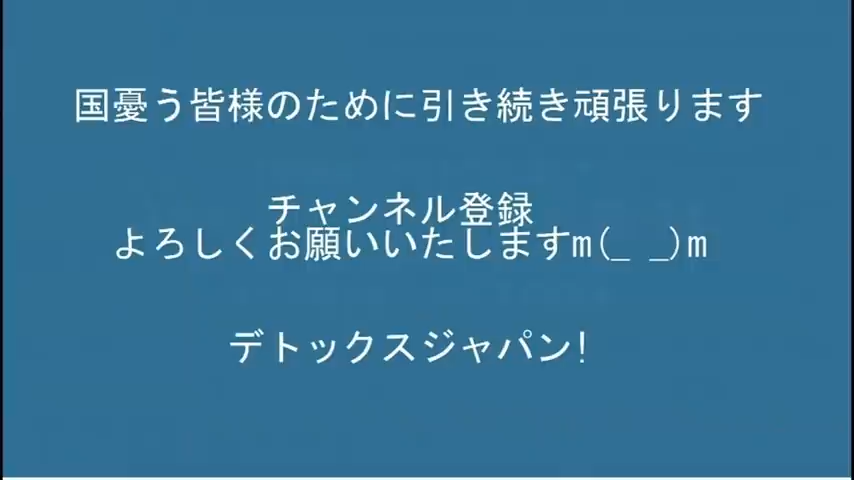 国憂う皆様のために引き続き頑張ります
チャンネル登録
よろしくお願いいたしますm(_ _)m
デトックスジャパン!